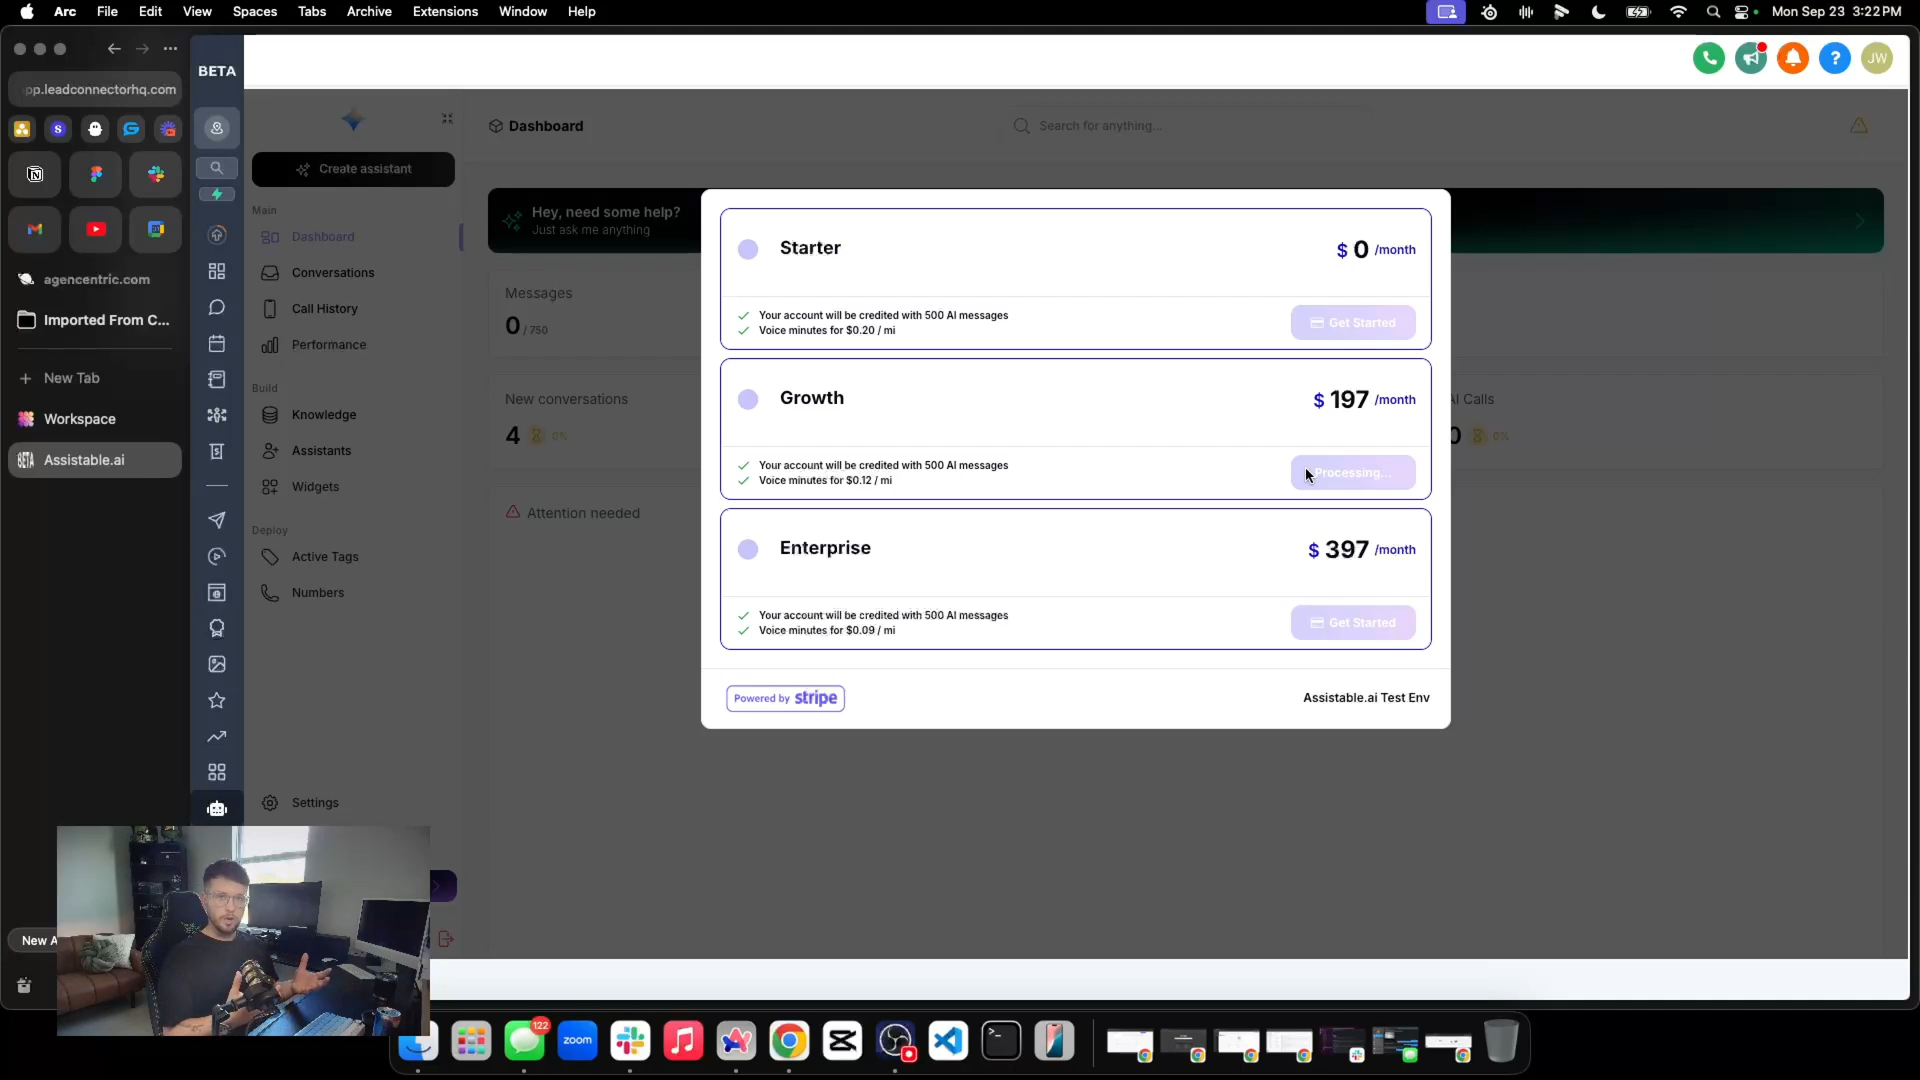 Arc File Edit View Spaces Tabs Archive Extensions Window Help
Mon Sep 23 3:22 PM
pp.leadconnectorhq.com
agencentric.com
Imported From C...
New Tab
Workspace
BETA
Assistable.ai
New A
BETA
JW
Create assistant
Main
Dashboard
Conversations
Call History
Performance
Build
Knowledge
Assistants
Widgets
Deploy
Active Tags
Numbers
Settings
Dashboard
Search for anything...
Hey, need some help?
Just ask me anything
Messages
0 / 750
New conversations
4 0%
AI Calls
0 0%
Attention needed
Starter
$ 0 /month
Your account will be credited with 500 AI messages
Voice minutes for $0.20 / mi
Get Started
Growth
$ 197 /month
Your account will be credited with 500 AI messages
Voice minutes for $0.12 / mi
Processing...
Enterprise
$ 397 /month
Your account will be credited with 500 AI messages
Voice minutes for $0.09 / mi
Get Started
Powered by stripe
Assistable.ai Test Env
122
zoom